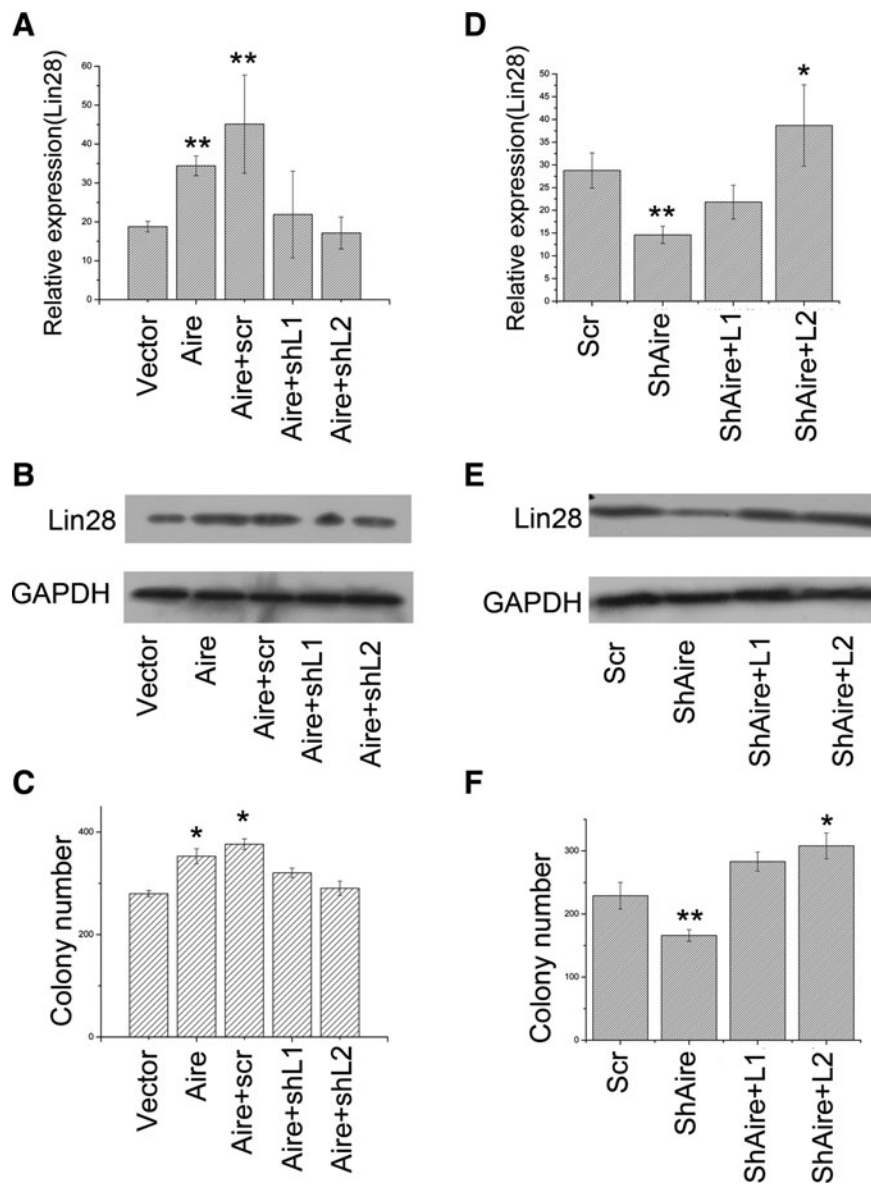 A
Relative expression(Lin28)
60
50
40
30
20
10
0
**
**
Vector
Aire
Aire+scr
Aire+shL1
Aire+shL2
B
Lin28
GAPDH
Vector
Aire
Aire+scr
Aire+shL1
Aire+shL2
C
Colony number
400
200
0
*
*
Vector
Aire
Aire+scr
Aire+shL1
Aire+shL2
D
Relative expression(Lin28)
50
45
40
35
30
25
20
15
10
5
0
**
*
Scr
ShAire
ShAire+L1
ShAire+L2
E
Lin28
GAPDH
Scr
ShAire
ShAire+L1
ShAire+L2
F
Colony number
300
200
100
0
**
*
Scr
ShAire
ShAire+L1
ShAire+L2